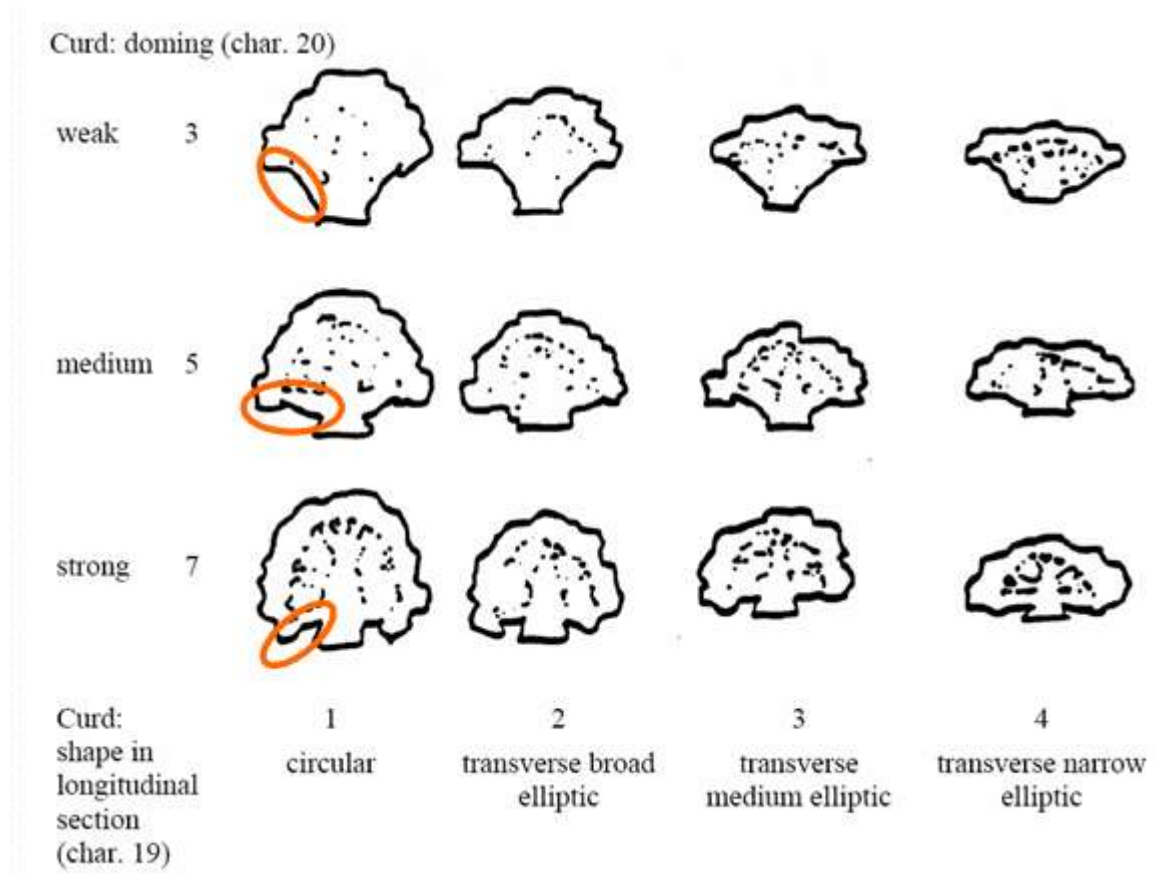 Curd: doming (char. 20)
weak 3
medium 5
strong 7
Curd: 1 2 3 4
shape in circular transverse broad transverse transverse narrow
longitudinal elliptic medium elliptic elliptic
section
(char. 19)